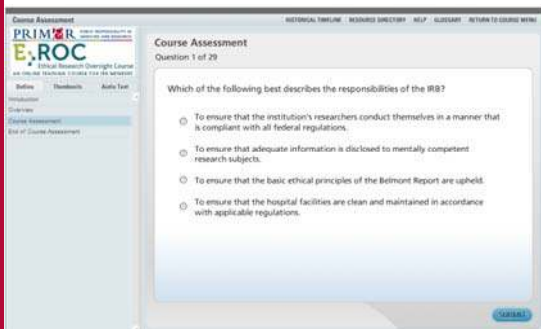 Course Assessment
HISTORICAL TIMELINE RESOURCE DIRECTORY HELP GLOSSARY RETURN TO COURSE MENU
PRIM&R
E-ROC
Ethical Research Oversight Course
Course Assessment
Question 1 of 29
Outline Thumbnails Audio Text
Introduction
Overview
Course Assessment
End of Course Assessment
Which of the following best describes the responsibilities of the IRB?
To ensure that the institution's researchers conduct themselves in a manner that
is compliant with all federal regulations.
To ensure that adequate information is disclosed to mentally competent
research subjects.
To ensure that the basic ethical principles of the Belmont Report are upheld.
To ensure that the hospital facilities are clean and maintained in accordance
with applicable regulations.
SUBMIT